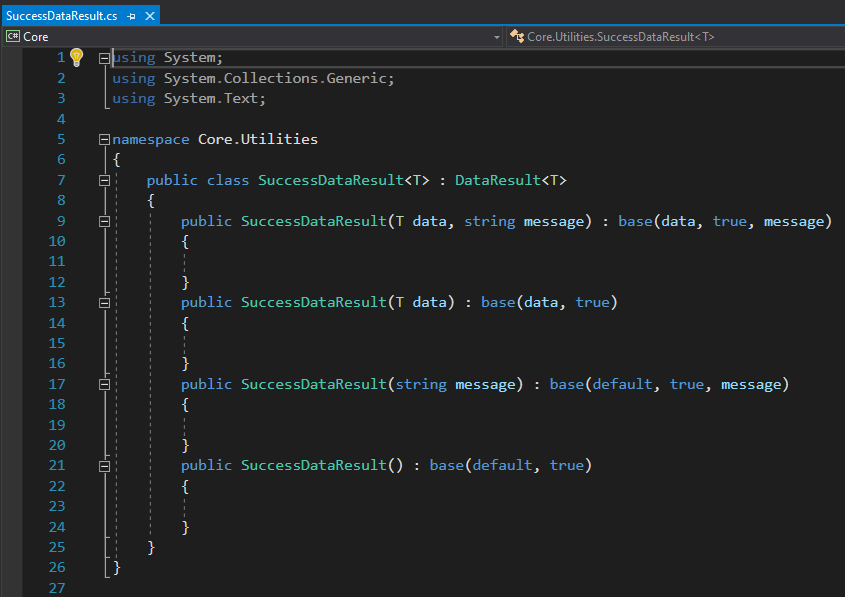 SuccessDataResult.cs
C# Core
Core.Utilities.SuccessDataResult<T>
1 using System;
2 using System.Collections.Generic;
3 using System.Text;
4
5 namespace Core.Utilities
6 {
7 public class SuccessDataResult<T> : DataResult<T>
8 {
9 public SuccessDataResult(T data, string message) : base(data, true, message)
10 {
11
12 }
13 public SuccessDataResult(T data) : base(data, true)
14 {
15
16 }
17 public SuccessDataResult(string message) : base(default, true, message)
18 {
19
20 }
21 public SuccessDataResult() : base(default, true)
22 {
23
24 }
25 }
26 }
27